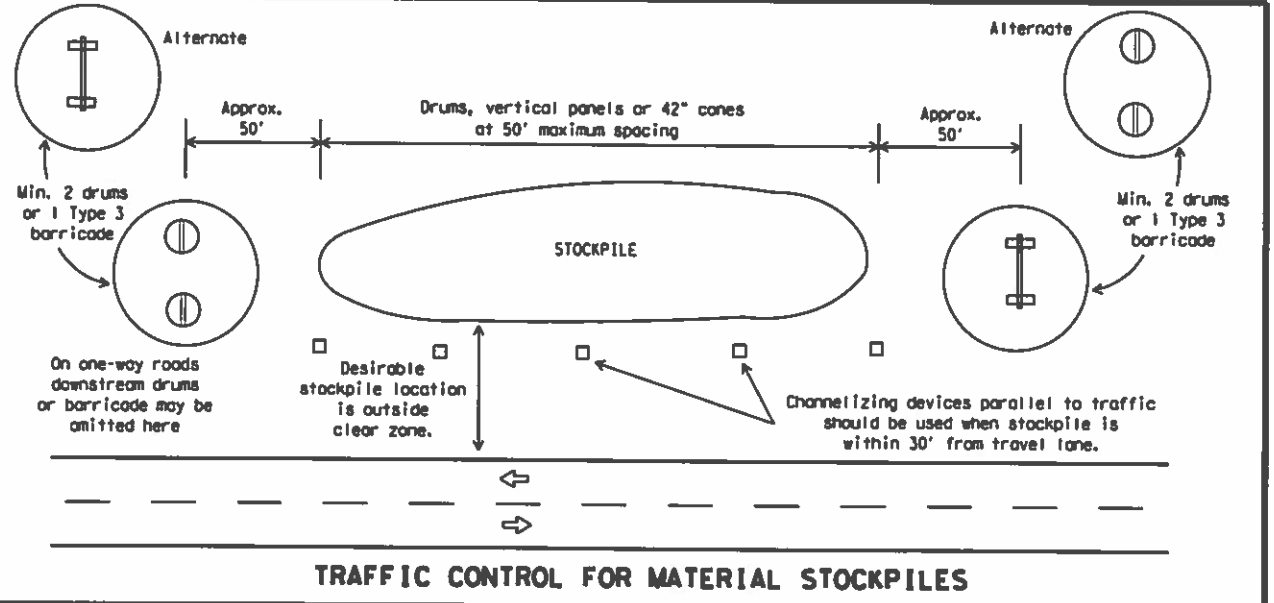 Alternate
Alternate
Approx.
50'
Drums, vertical panels or 42" cones
at 50' maximum spacing
Approx.
50'
Min. 2 drums
or 1 Type 3
barricade
Min. 2 drums
or 1 Type 3
barricade
STOCKPILE
On one-way roads
downstream drums
or barricade may be
omitted here
Desirable
stockpile location
is outside
clear zone.
Channelizing devices parallel to traffic
should be used when stockpile is
within 30' from travel lane.
TRAFFIC CONTROL FOR MATERIAL STOCKPILES